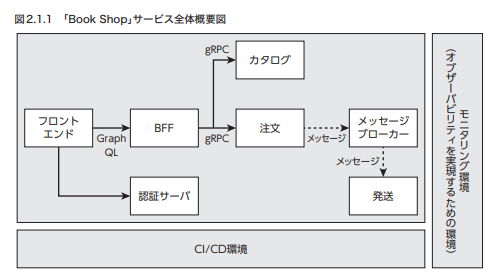 図2.1.1 「Book Shop」サービス全体概要図
gRPC
カタログ
フロント
エンド
Graph
QL
BFF
gRPC
注文
メッセージ
メッセージ
ブローカー
メッセージ
認証サーバ
発送
CI/CD環境
モニタリング環境
（オブザーバビリティを実現するための環境）